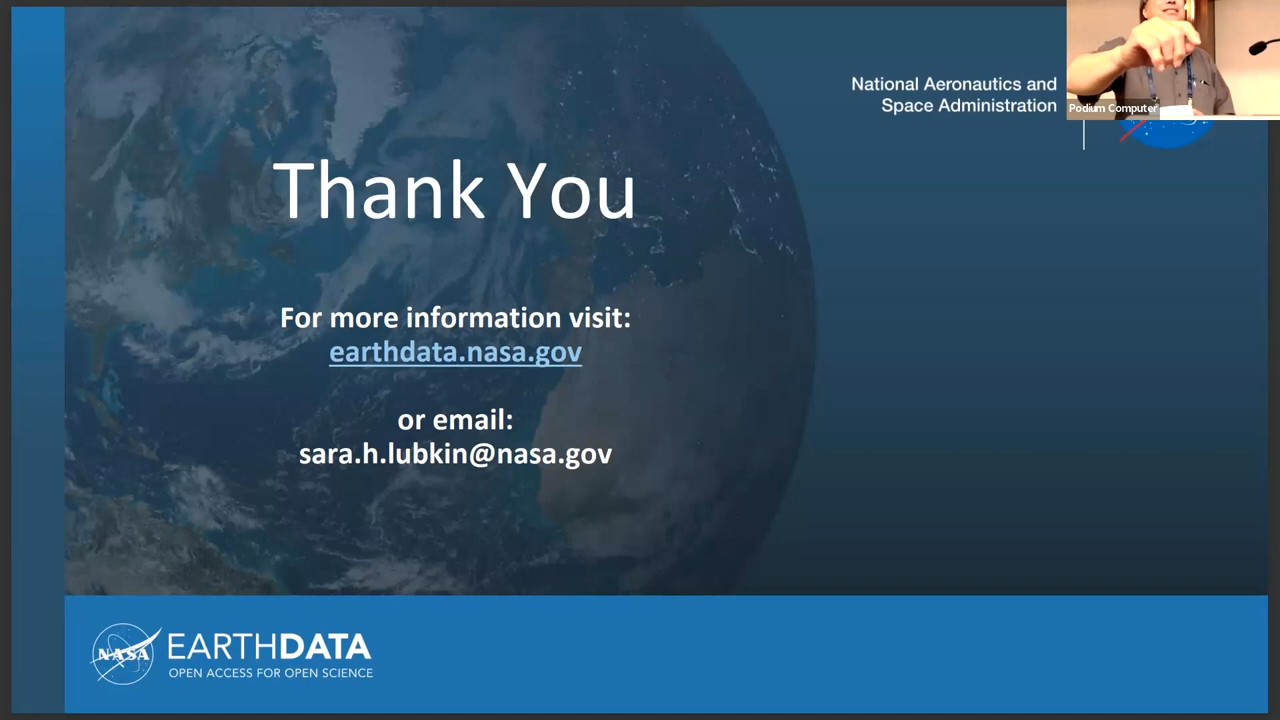 National Aeronautics and
Space Administration
Podium Computer
Thank You
For more information visit:
earthdata.nasa.gov
or email:
sara.h.lubkin@nasa.gov
NASA
EARTHDATA
OPEN ACCESS FOR OPEN SCIENCE